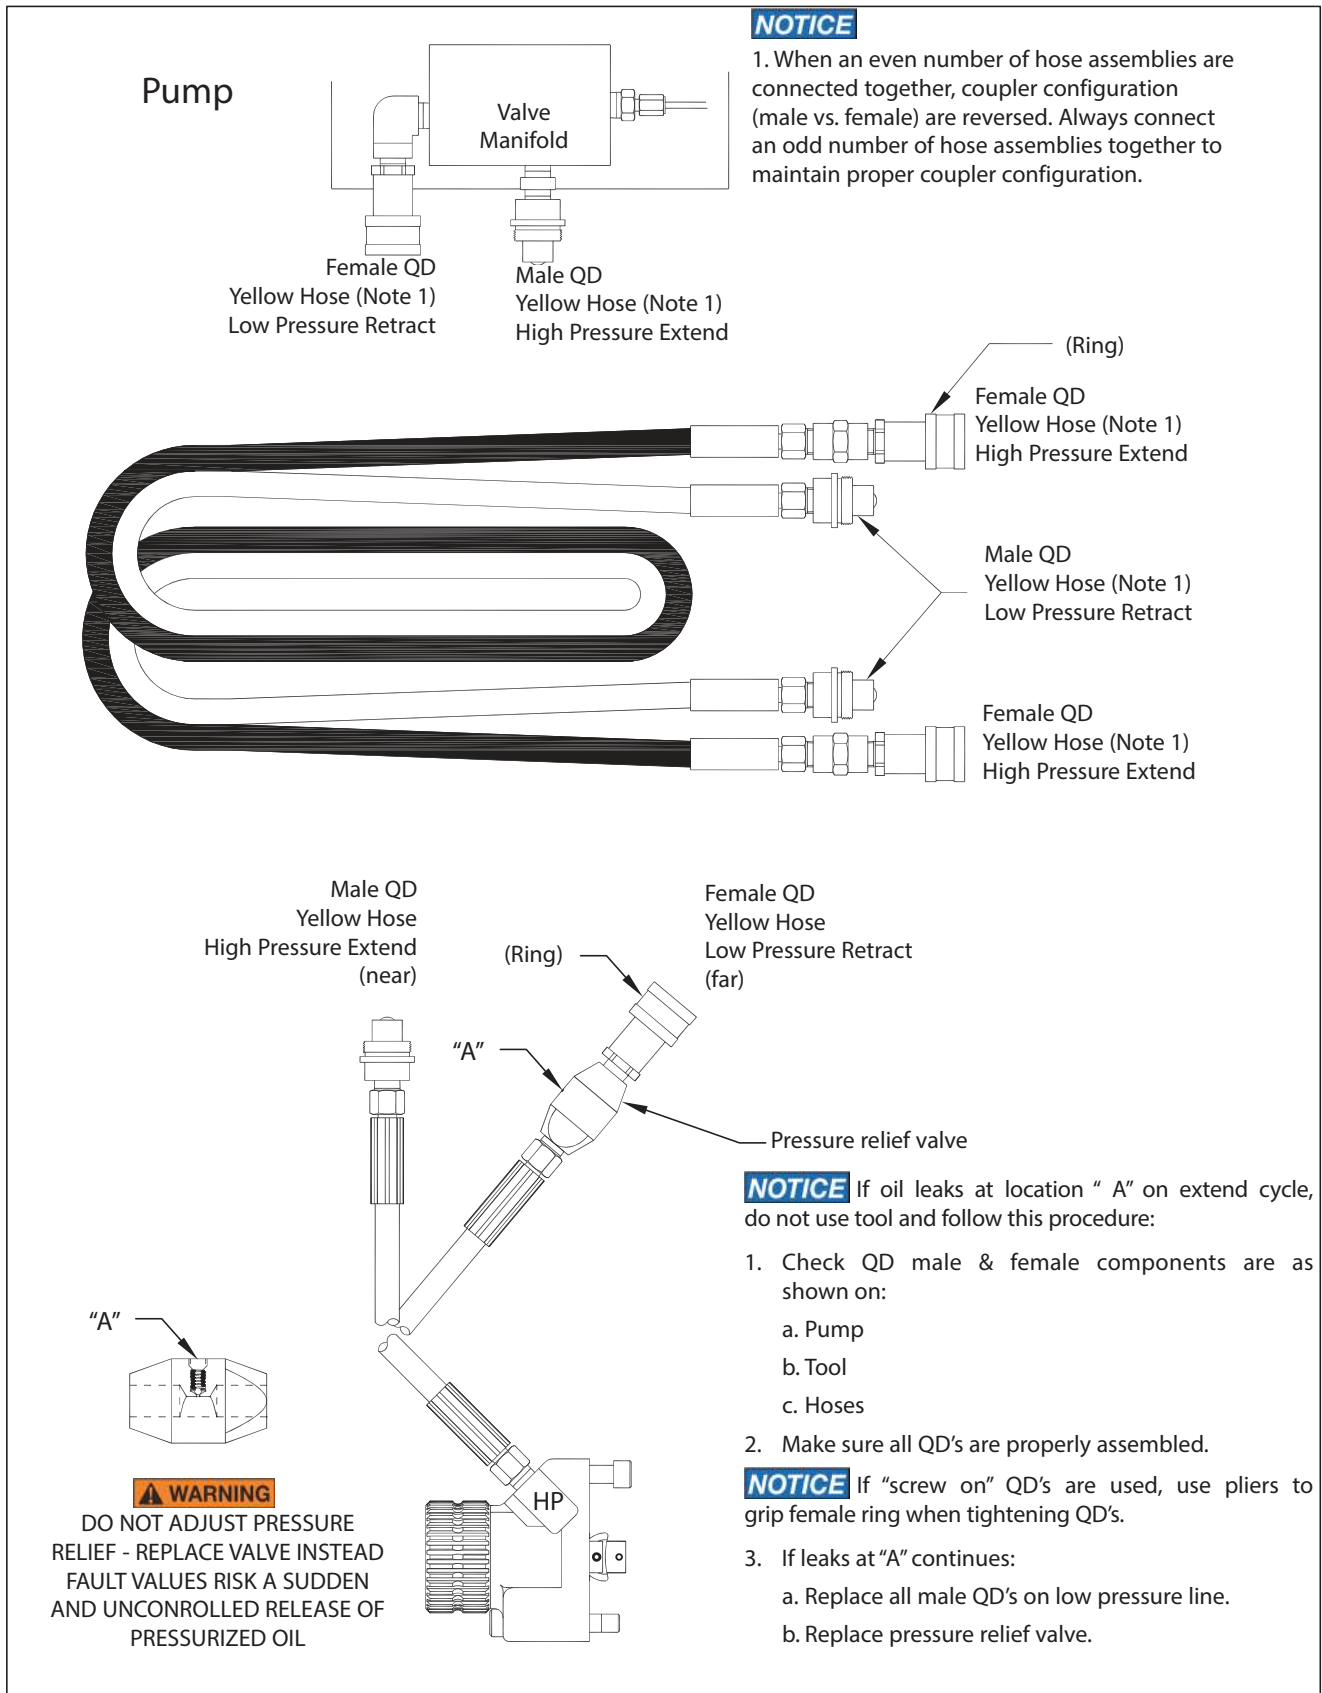 NOTICE
1. When an even number of hose assemblies are
connected together, coupler configuration
(male vs. female) are reversed. Always connect
an odd number of hose assemblies together to
maintain proper coupler configuration.
Pump
Valve
Manifold
Female QD
Yellow Hose (Note 1)
Low Pressure Retract
Male QD
Yellow Hose (Note 1)
High Pressure Extend
(Ring)
Female QD
Yellow Hose (Note 1)
High Pressure Extend
Male QD
Yellow Hose (Note 1)
Low Pressure Retract
Female QD
Yellow Hose (Note 1)
High Pressure Extend
Male QD
Yellow Hose
High Pressure Extend
(near)
Female QD
Yellow Hose
Low Pressure Retract
(far)
(Ring)
“A”
Pressure relief valve
NOTICE If oil leaks at location “ A” on extend cycle,
do not use tool and follow this procedure:
1. Check QD male & female components are as
shown on:
a. Pump
b. Tool
c. Hoses
2. Make sure all QD’s are properly assembled.
NOTICE If “screw on” QD’s are used, use pliers to
grip female ring when tightening QD’s.
3. If leaks at “A” continues:
a. Replace all male QD’s on low pressure line.
b. Replace pressure relief valve.
“A”
HP
WARNING
DO NOT ADJUST PRESSURE
RELIEF - REPLACE VALVE INSTEAD
FAULT VALUES RISK A SUDDEN
AND UNCONROLLED RELEASE OF
PRESSURIZED OIL